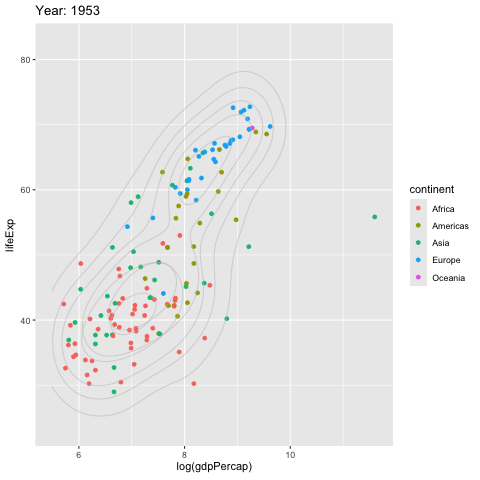 Year: 1953
80
60
40
lifeExp
6
8
10
log(gdpPercap)
continent
Africa
Americas
Asia
Europe
Oceania